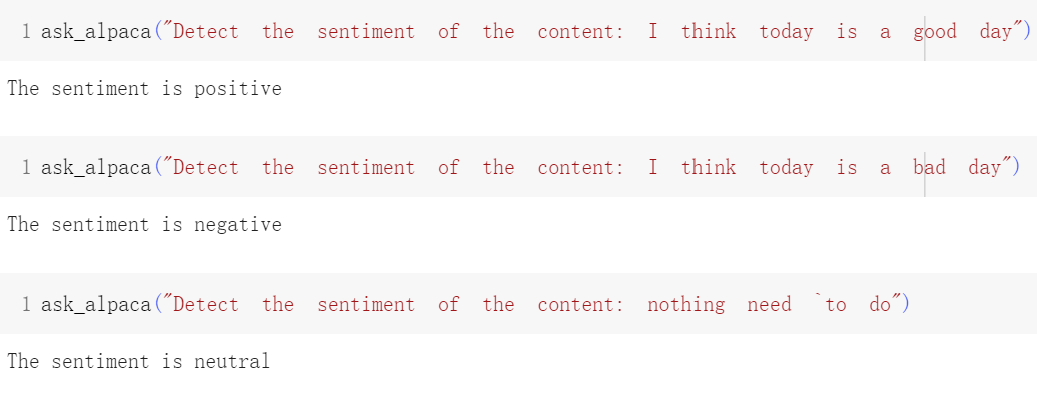 1 ask_alpaca("Detect the sentiment of the content: I think today is a good day")
The sentiment is positive
1 ask_alpaca("Detect the sentiment of the content: I think today is a bad day")
The sentiment is negative
1 ask_alpaca("Detect the sentiment of the content: nothing need `to do")
The sentiment is neutral